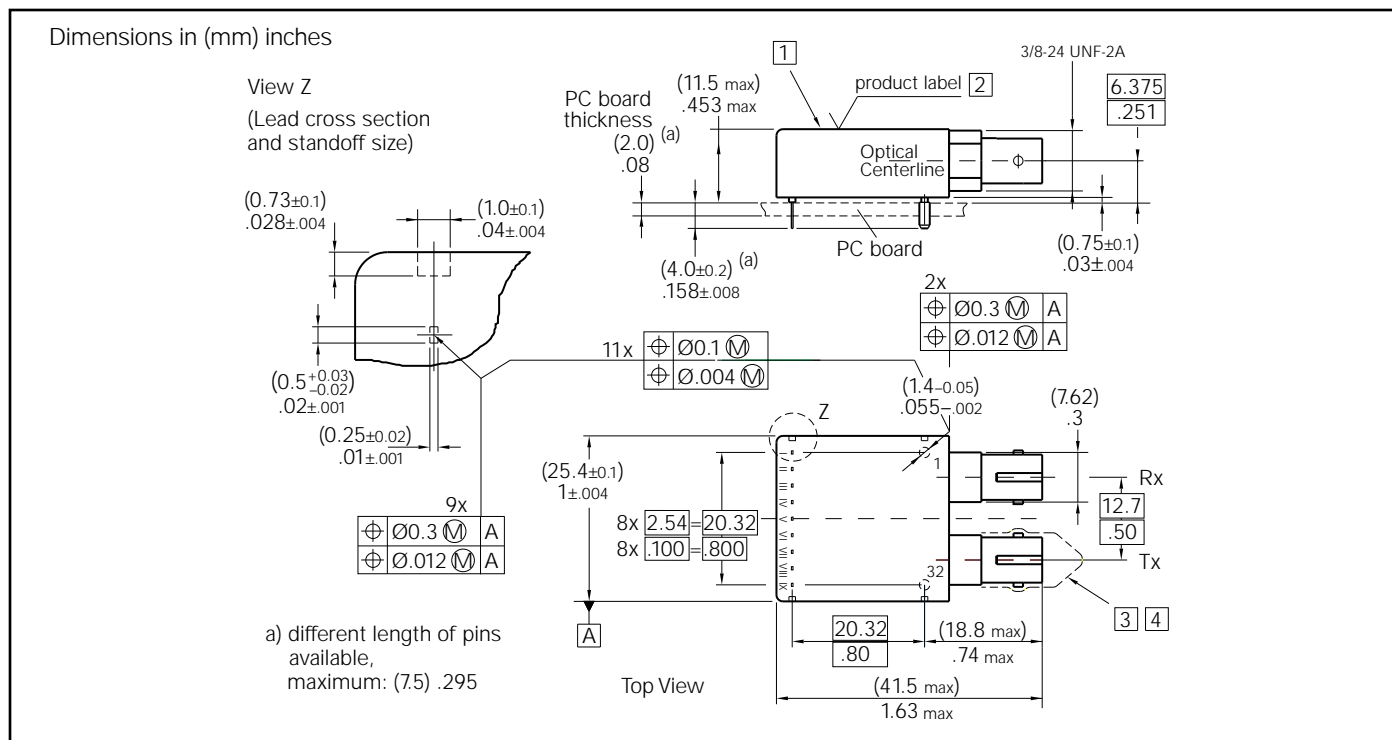 Dimensions in (mm) inches
View Z
(Lead cross section
and standoff size)
PC board
thickness
(2.0) (a)
.08
(11.5 max)
.453 max
1
product label 2
3/8-24 UNF-2A
6.375
.251
Optical
Centerline
PC board
(4.0±0.2) (a)
.158±.008
(0.75±0.1)
.03±.004
(0.73±0.1)
.028±.004
(1.0±0.1)
.04±.004
(0.5 +0.03 −0.02)
.02±.001
(0.25±0.02)
.01±.001
2x
⌖ Ø0.3 Ⓜ A
⌖ Ø.012 Ⓜ A
11x ⌖ Ø0.1 Ⓜ
⌖ Ø.004 Ⓜ
9x
⌖ Ø0.3 Ⓜ A
⌖ Ø.012 Ⓜ A
(1.4−0.05)
.055−.002
(7.62)
.3
Z
(25.4±0.1)
1±.004
8x 2.54=20.32
8x .100=.800
I
II
III
IV
V
VI
VII
VIII
IX
1
32
Rx
12.7
.50
Tx
3 4
A
20.32
.80
(18.8 max)
.74 max
(41.5 max)
1.63 max
Top View
a) different length of pins
available,
maximum: (7.5) .295